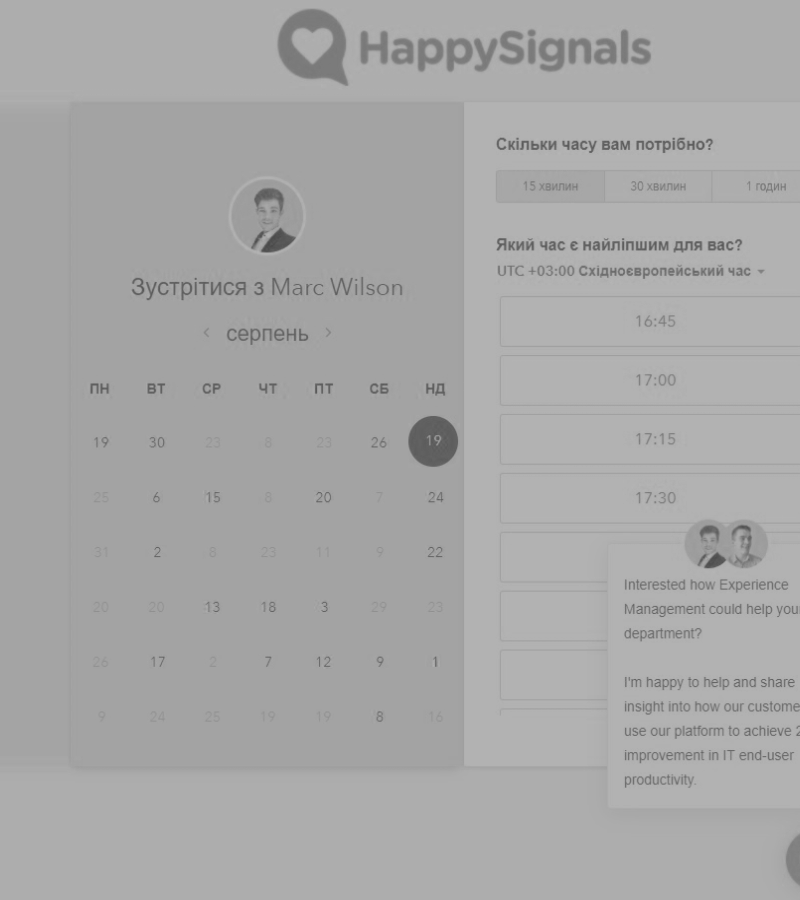 HappySignals
Зустрітися з Marc Wilson
серпень
ПН ВТ СР ЧТ ПТ СБ НД
19 30 23 8 23 26 19
25 6 15 8 20 7 24
31 2 8 23 11 9 22
20 20 13 18 3 29 23
26 17 2 7 12 9 1
9 24 25 19 19 8 16
Скільки часу вам потрібно?
15 хвилин 30 хвилин 1 годин
Який час є найліпшим для вас?
UTC +03:00 Східноєвропейський час
16:45
17:00
17:15
17:30
Interested how Experience
Management could help your
department?
I'm happy to help and share
insight into how our custome
use our platform to achieve 2
improvement in IT end-user
productivity.